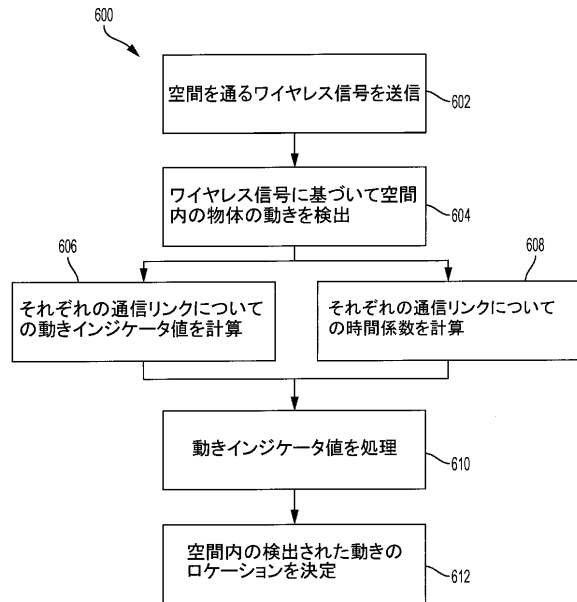 600
空間を通るワイヤレス信号を送信
602
ワイヤレス信号に基づいて空間
内の物体の動きを検出
604
606
608
それぞれの通信リンクについて
の動きインジケータ値を計算
それぞれの通信リンクについて
の時間係数を計算
動きインジケータ値を処理
610
空間内の検出された動きの
ロケーションを決定
612